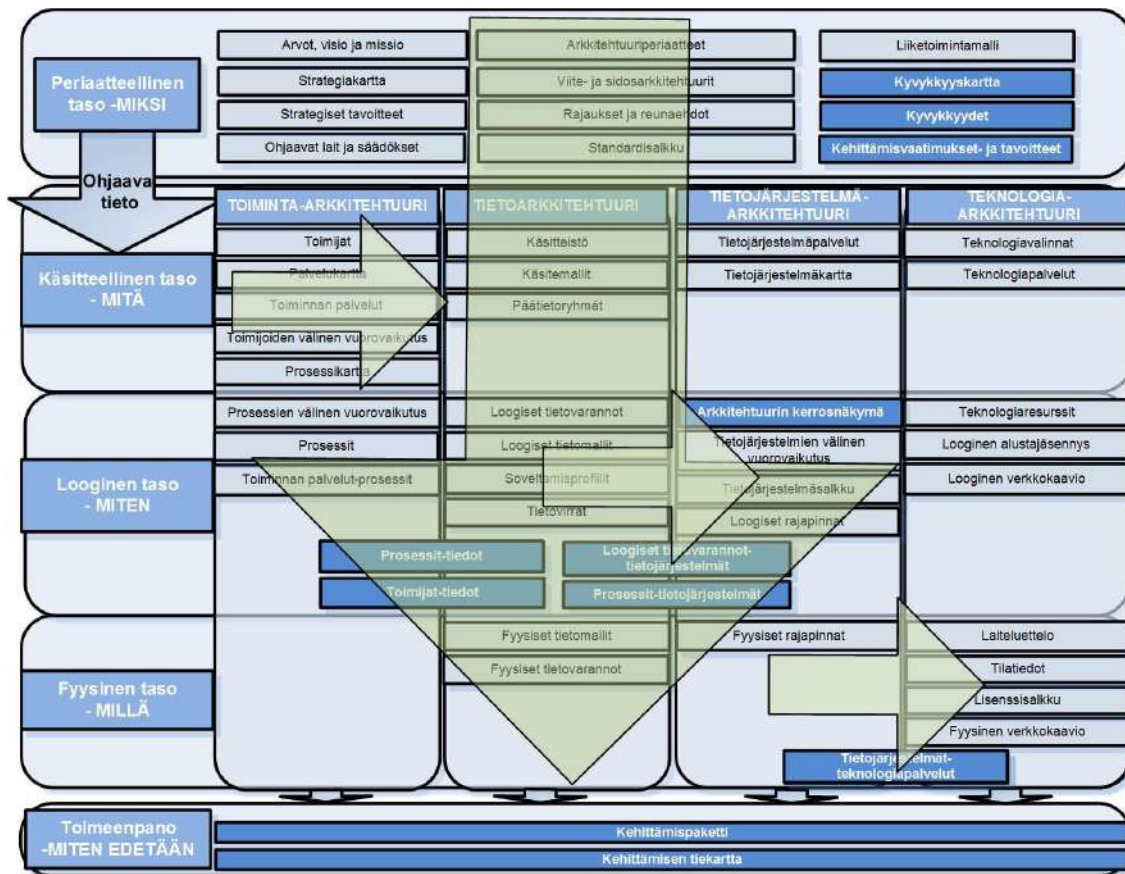 Periaatteellinen
taso -MIKSI
Arvot, visio ja missio
Strategiakartta
Strategiset tavoitteet
Ohjaavat lait ja säädökset
Arkkitehtuuriperiaatteet
Viite- ja sidosarkkitehtuurit
Rajaukset ja reunaehdot
Standardisalkku
Liiketoimintamalli
Kyvykkyyskartta
Kyvykkyydet
Kehittämisvaatimukset- ja tavoitteet
Ohjaava
tieto
TOIMINTA-ARKKITEHTUURI
TIETOARKKITEHTUURI
TIETOJÄRJESTELMÄ-
ARKKITEHTUURI
TEKNOLOGIA-
ARKKITEHTUURI
Käsitteellinen taso
- MITÄ
Toimijat
Palvelukartta
Toiminnan palvelut
Toimijoiden välinen vuorovaikutus
Prosessikartta
Käsitteistö
Käsitemallit
Päätietoryhmät
Tietojärjestelmäpalvelut
Tietojärjestelmäkartta
Teknologiavalinnat
Teknologiapalvelut
Looginen taso
- MITEN
Prosessien välinen vuorovaikutus
Prosessit
Toiminnan palvelut-prosessit
Loogiset tietovarannot
Loogiset tietomallit
Soveltamisprofiilit
Tietovirrat
Arkkitehtuurin kerrosnäkymä
Tietojärjestelmien välinen
vuorovaikutus
Tietojärjestelmäsalkku
Loogiset rajapinnat
Teknologiaresurssit
Looginen alustajäsennys
Looginen verkkokaavio
Prosessit-tiedot
Toimijat-tiedot
Loogiset tietovarannot-
tietojärjestelmät
Prosessit-tietojärjestelmät
Fyysinen taso
- MILLÄ
Fyysiset tietomallit
Fyysiset tietovarannot
Fyysiset rajapinnat
Laiteluettelo
Tilatiedot
Lisenssisalkku
Fyysinen verkkokaavio
Tietojärjestelmät-
teknologiapalvelut
Toimeenpano
-MITEN EDETÄÄN
Kehittämispaketti
Kehittämisen tiekartta